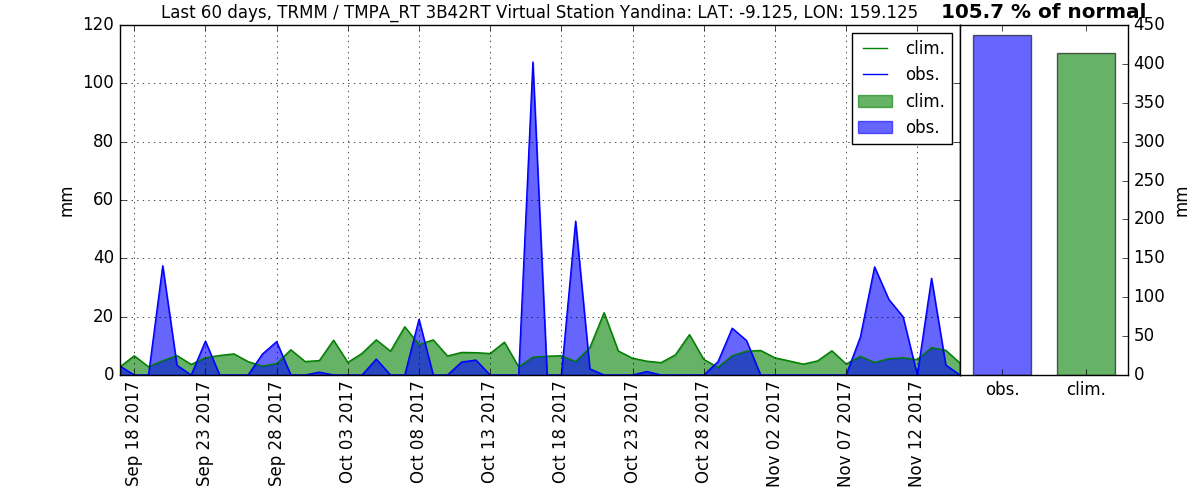 Last 60 days, TRMM / TMPA_RT 3B42RT Virtual Station Yandina: LAT: -9.125, LON: 159.125
105.7 % of normal
120
100
80
60
40
20
0
mm
clim.
obs.
clim.
obs.
450
400
350
300
250
200
150
100
50
0
mm
Sep 18 2017
Sep 23 2017
Sep 28 2017
Oct 03 2017
Oct 08 2017
Oct 13 2017
Oct 18 2017
Oct 23 2017
Oct 28 2017
Nov 02 2017
Nov 07 2017
Nov 12 2017
obs.
clim.